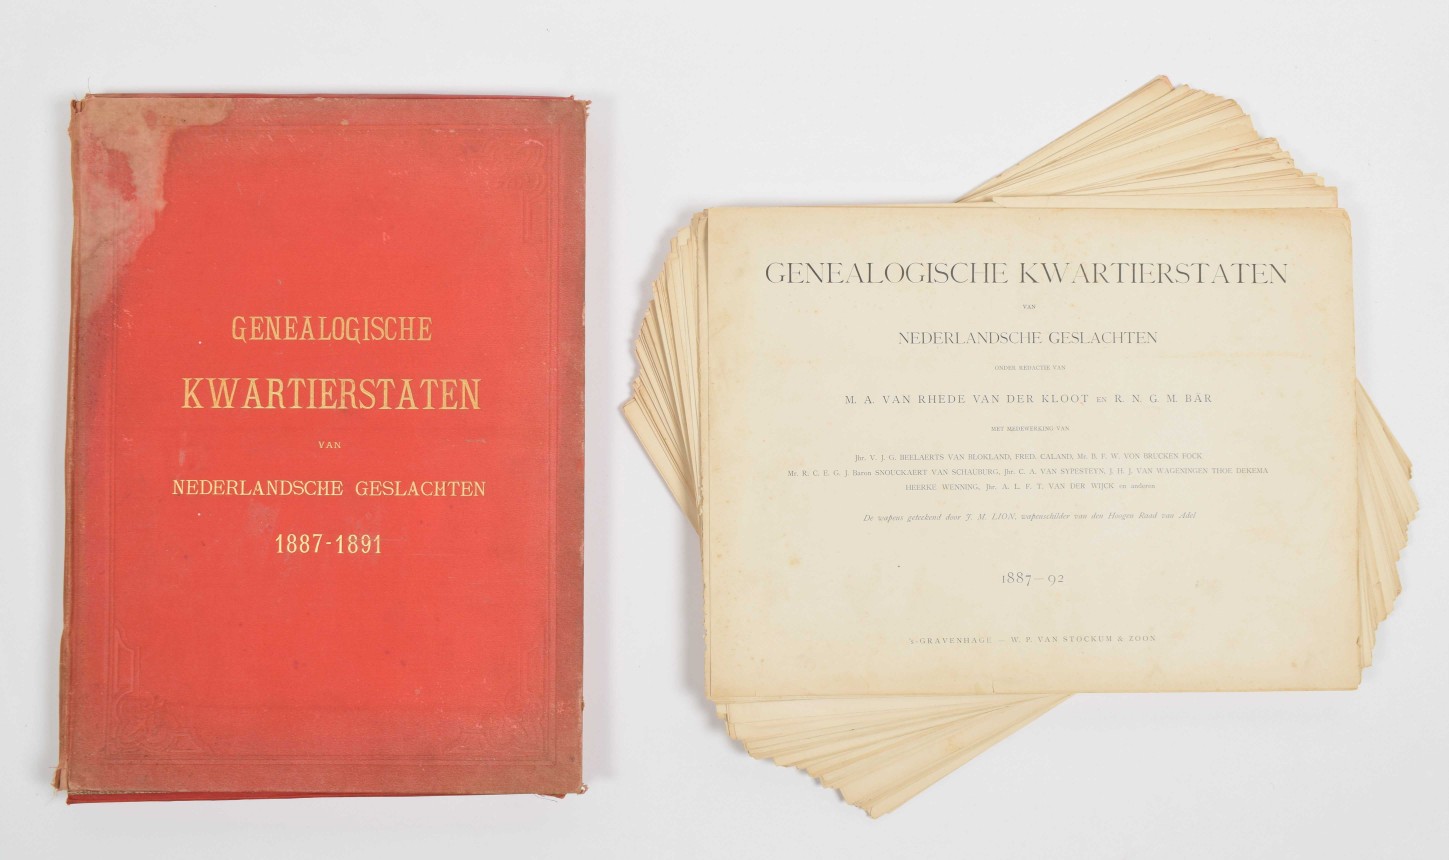 GENEALOGISCHE
KWARTIERSTATEN
VAN
NEDERLANDSCHE GESLACHTEN
1887-1891
GENEALOGISCHE KWARTIERSTATEN
VAN
NEDERLANDSCHE GESLACHTEN
ONDER REDACTIE VAN
M. A. VAN RHEDE VAN DER KLOOT EN R. N. G. M. BÄR
MET MEDEWERKING VAN
Jhr. V. J. G. BEELAERTS VAN BLOKLAND, FRED. CALAND, Mr. B. F. W. VON BRUCKEN FOCK
Mr. R. C. E. G. J. Baron SNOUCKAERT VAN SCHAUBURG, Jhr. C. A. VAN SYPESTEYN, J. H. J. VAN WAGENINGEN THOE DEKEMA
HEERKE WENNING, Jhr. A. L. F. T. VAN DER WIJCK en anderen
De wapens geteekend door J. M. LION, wapenschilder van den Hoogen Raad van Adel
1887—92
'S-GRAVENHAGE — W. P. VAN STOCKUM & ZOON